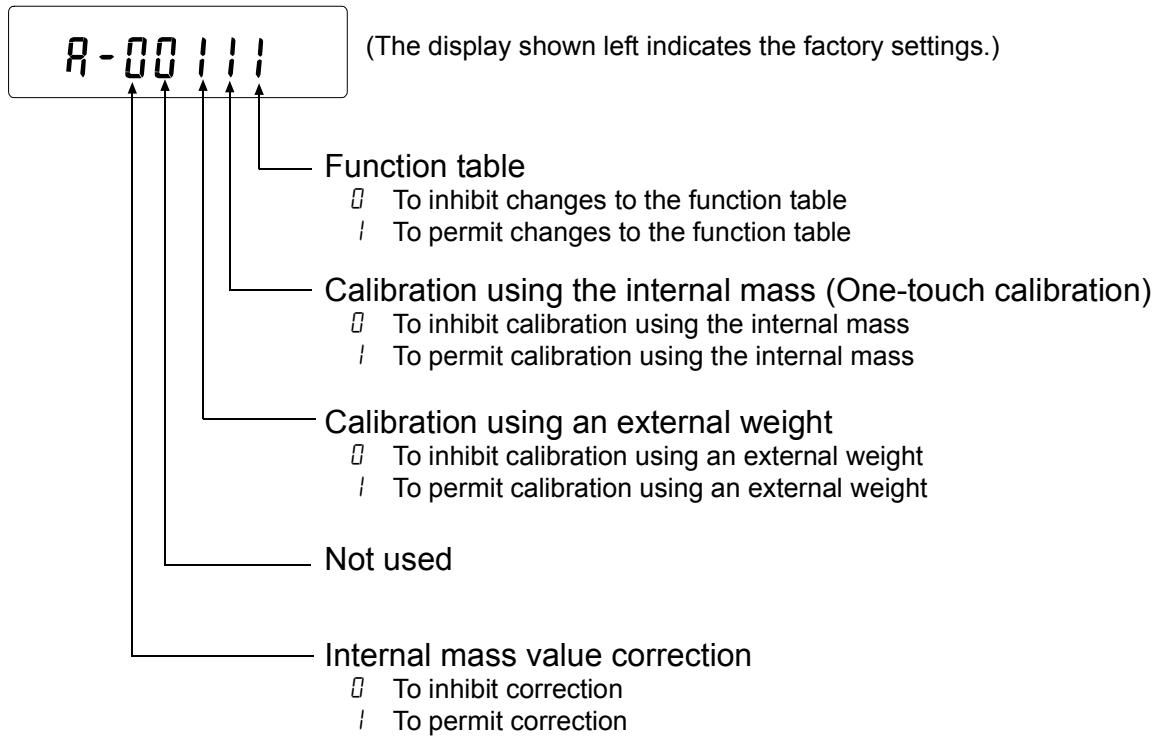 A-00111
(The display shown left indicates the factory settings.)
Function table
0 To inhibit changes to the function table
1 To permit changes to the function table
Calibration using the internal mass (One-touch calibration)
0 To inhibit calibration using the internal mass
1 To permit calibration using the internal mass
Calibration using an external weight
0 To inhibit calibration using an external weight
1 To permit calibration using an external weight
Not used
Internal mass value correction
0 To inhibit correction
1 To permit correction